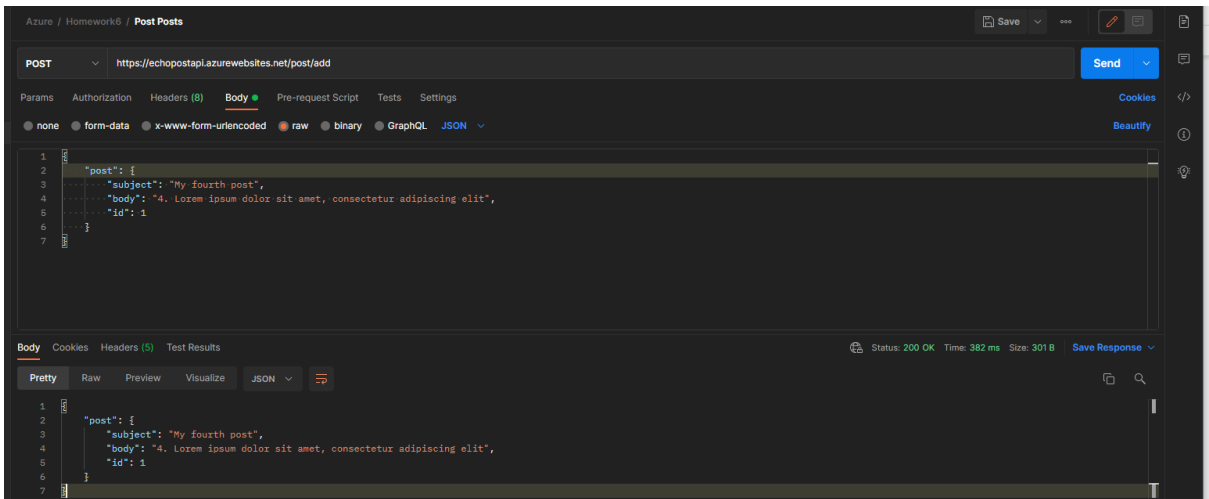 Azure / Homework6 / Post Posts
Save
POST https://echopostapi.azurewebsites.net/post/add Send
Params Authorization Headers (8) Body Pre-request Script Tests Settings Cookies
none form-data x-www-form-urlencoded raw binary GraphQL JSON Beautify
1 {
2 "post": {
3 "subject": "My fourth post",
4 "body": "4. Lorem ipsum dolor sit amet, consectetur adipiscing elit",
5 "id": 1
6 }
7 }
Body Cookies Headers (5) Test Results Status: 200 OK Time: 382 ms Size: 301 B Save Response
Pretty Raw Preview Visualize JSON
1 {
2 "post": {
3 "subject": "My fourth post",
4 "body": "4. Lorem ipsum dolor sit amet, consectetur adipiscing elit",
5 "id": 1
6 }
7 }